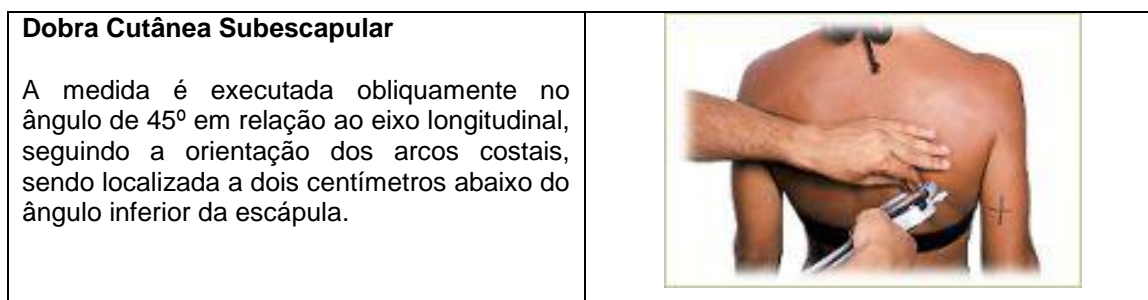 Dobra Cutânea Subescapular
A medida é executada obliquamente no
ângulo de 45º em relação ao eixo longitudinal,
seguindo a orientação dos arcos costais,
sendo localizada a dois centímetros abaixo do
ângulo inferior da escápula.